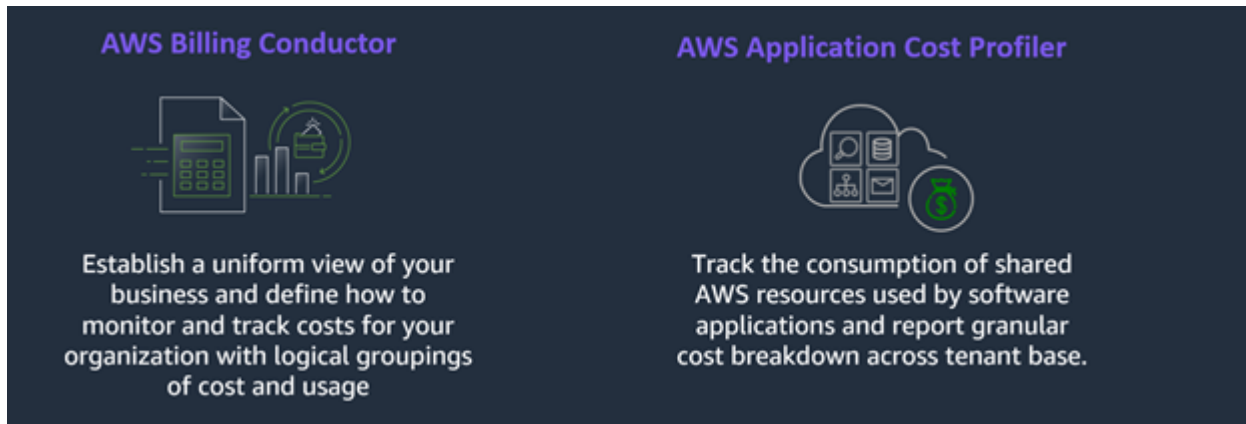 AWS Billing Conductor
Establish a uniform view of your
business and define how to
monitor and track costs for your
organization with logical groupings
of cost and usage
AWS Application Cost Profiler
$
Track the consumption of shared
AWS resources used by software
applications and report granular
cost breakdown across tenant base.